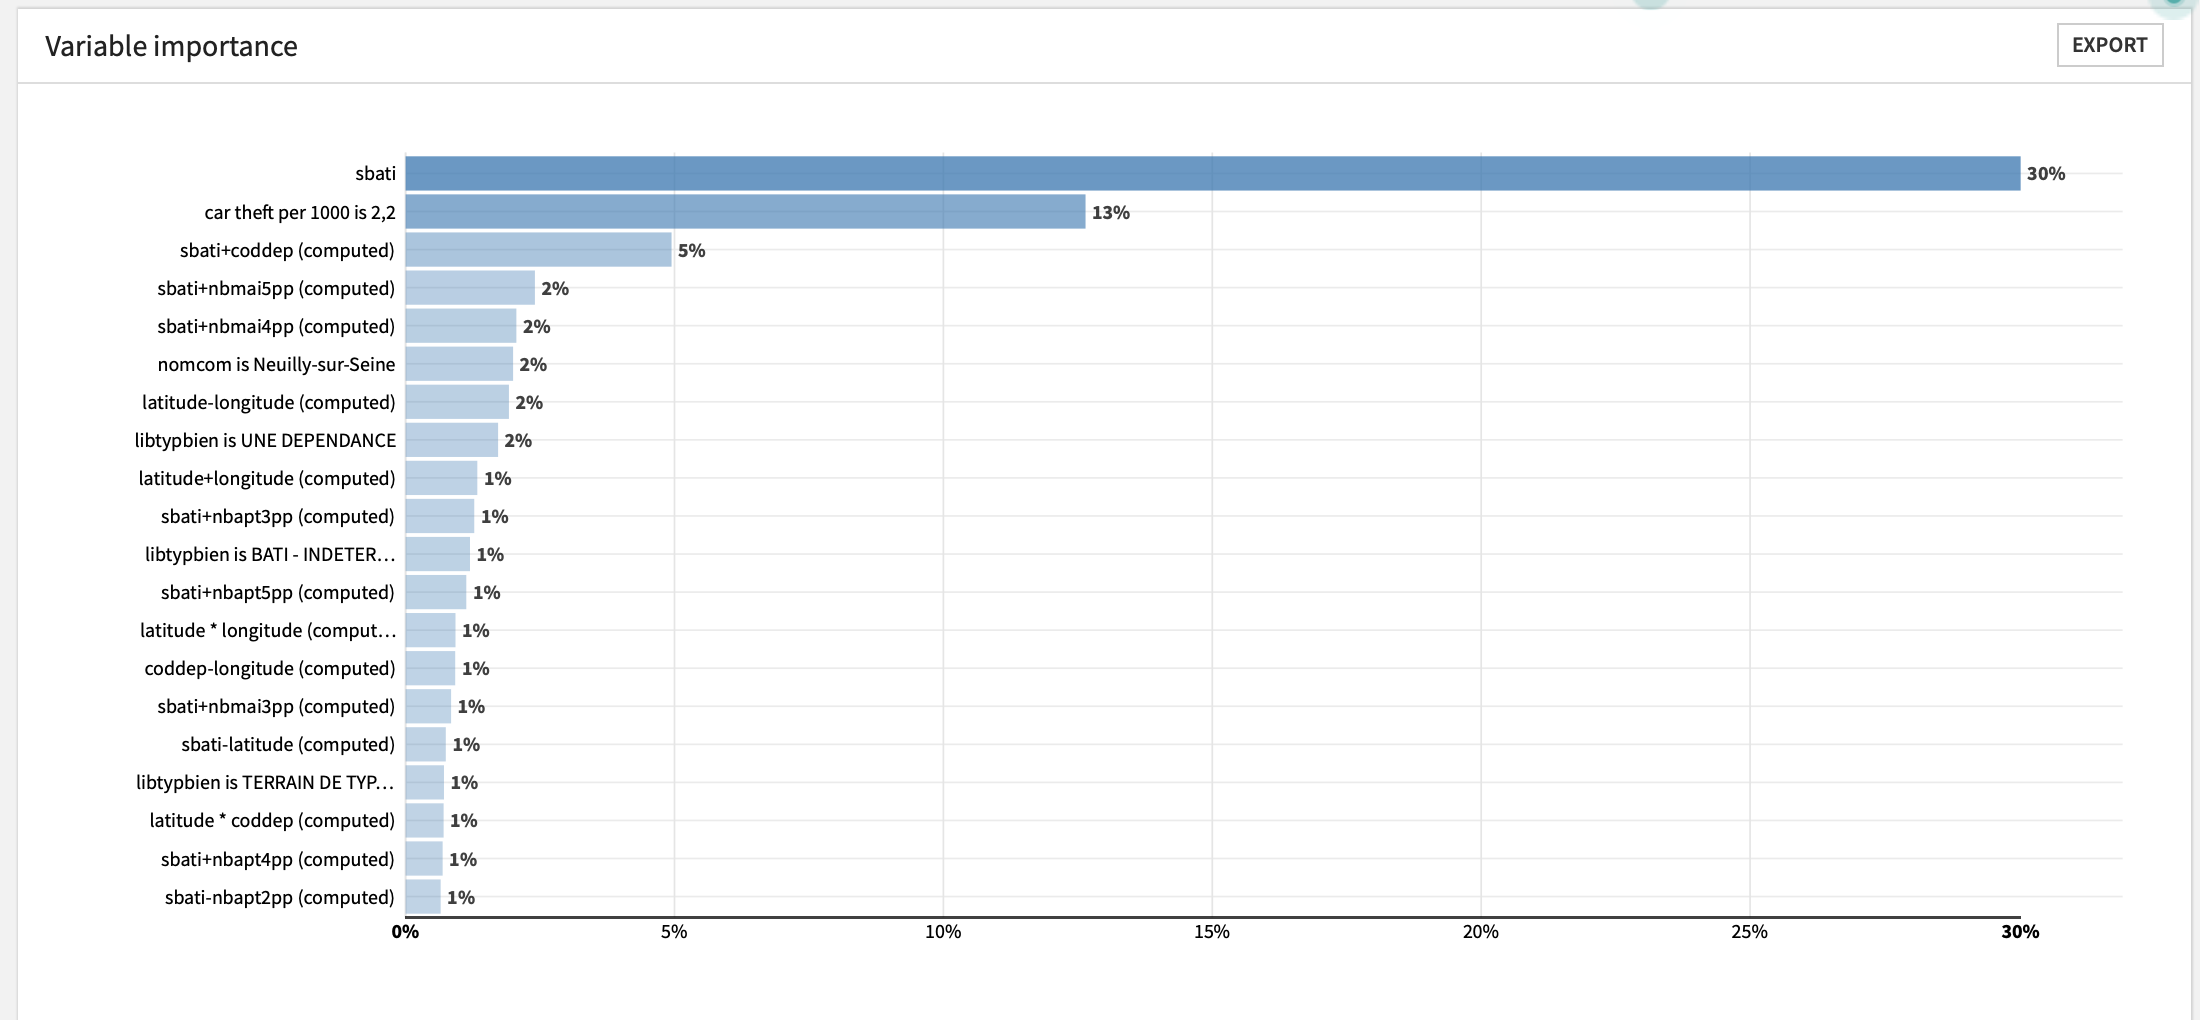 Variable importance
EXPORT
sbati 30%
car theft per 1000 is 2,2 13%
sbati+coddep (computed) 5%
sbati+nbmai5pp (computed) 2%
sbati+nbmai4pp (computed) 2%
nomcom is Neuilly-sur-Seine 2%
latitude-longitude (computed) 2%
libtypbien is UNE DEPENDANCE 2%
latitude+longitude (computed) 1%
sbati+nbapt3pp (computed) 1%
libtypbien is BATI - INDETER… 1%
sbati+nbapt5pp (computed) 1%
latitude * longitude (comput… 1%
coddep-longitude (computed) 1%
sbati+nbmai3pp (computed) 1%
sbati-latitude (computed) 1%
libtypbien is TERRAIN DE TYP… 1%
latitude * coddep (computed) 1%
sbati+nbapt4pp (computed) 1%
sbati-nbapt2pp (computed) 1%
0% 5% 10% 15% 20% 25% 30%